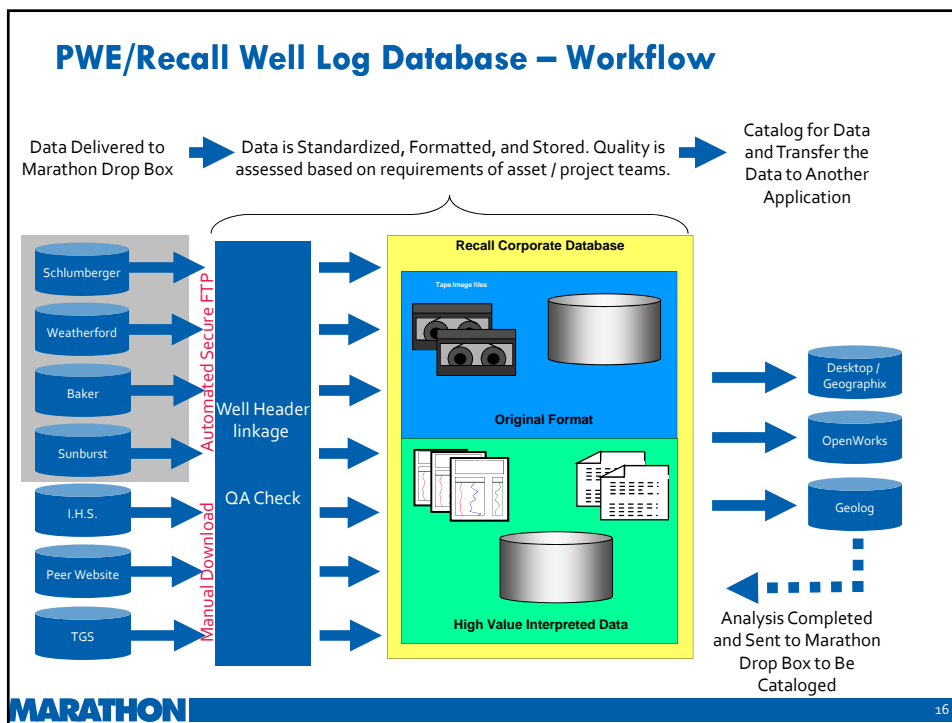 PWE/Recall Well Log Database – Workflow
Data Delivered to
Marathon Drop Box
Data is Standardized, Formatted, and Stored. Quality is
assessed based on requirements of asset / project teams.
Catalog for Data
and Transfer the
Data to Another
Application
Schlumberger
Weatherford
Baker
Sunburst
I.H.S.
Peer Website
TGS
Automated Secure FTP
Manual Download
Well Header
linkage
QA Check
Recall Corporate Database
Tape Image files
Original Format
High Value Interpreted Data
Desktop /
Geographix
OpenWorks
Geolog
Analysis Completed
and Sent to Marathon
Drop Box to Be
Cataloged
MARATHON
16